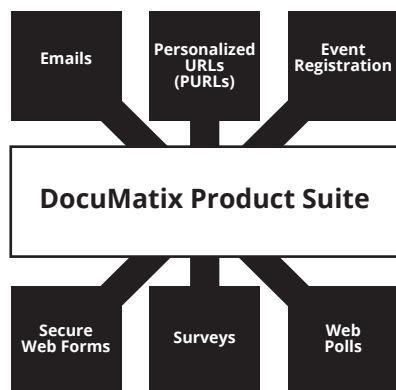 Emails
Personalized
URLs
(PURLs)
Event
Registration
DocuMatix Product Suite
Secure
Web Forms
Surveys
Web
Polls